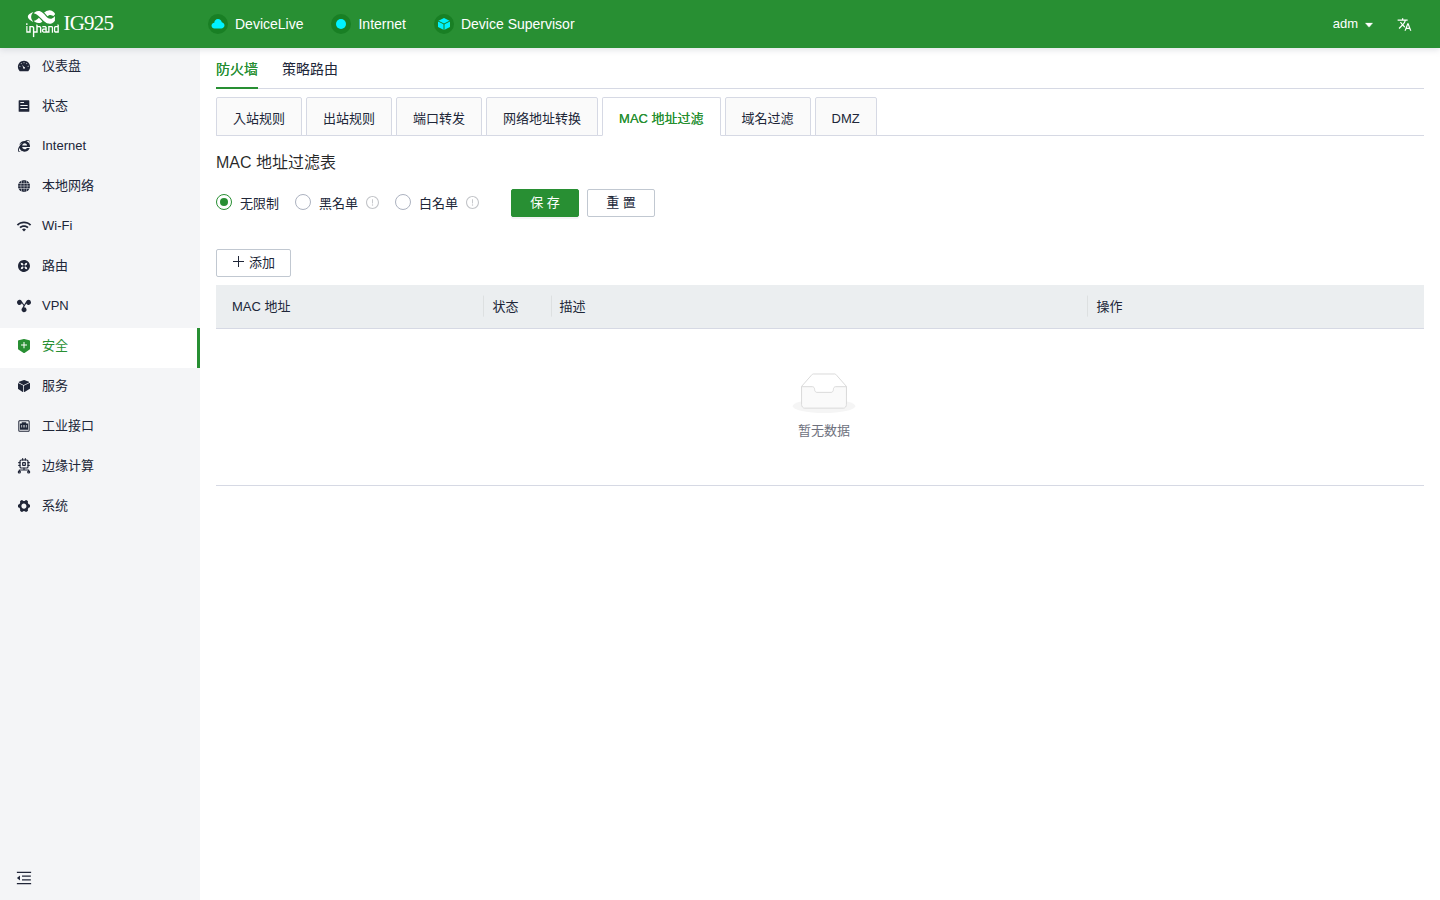 inhand IG925
DeviceLive
Internet
Device Supervisor
adm
仪表盘
状态
Internet
本地网络
Wi-Fi
路由
VPN
安全
服务
工业接口
边缘计算
系统
防火墙
策略路由
入站规则
出站规则
端口转发
网络地址转换
MAC 地址过滤
域名过滤
DMZ
MAC 地址过滤表
无限制
黑名单
白名单
保 存
重 置
添加
MAC 地址
状态
描述
操作
暂无数据